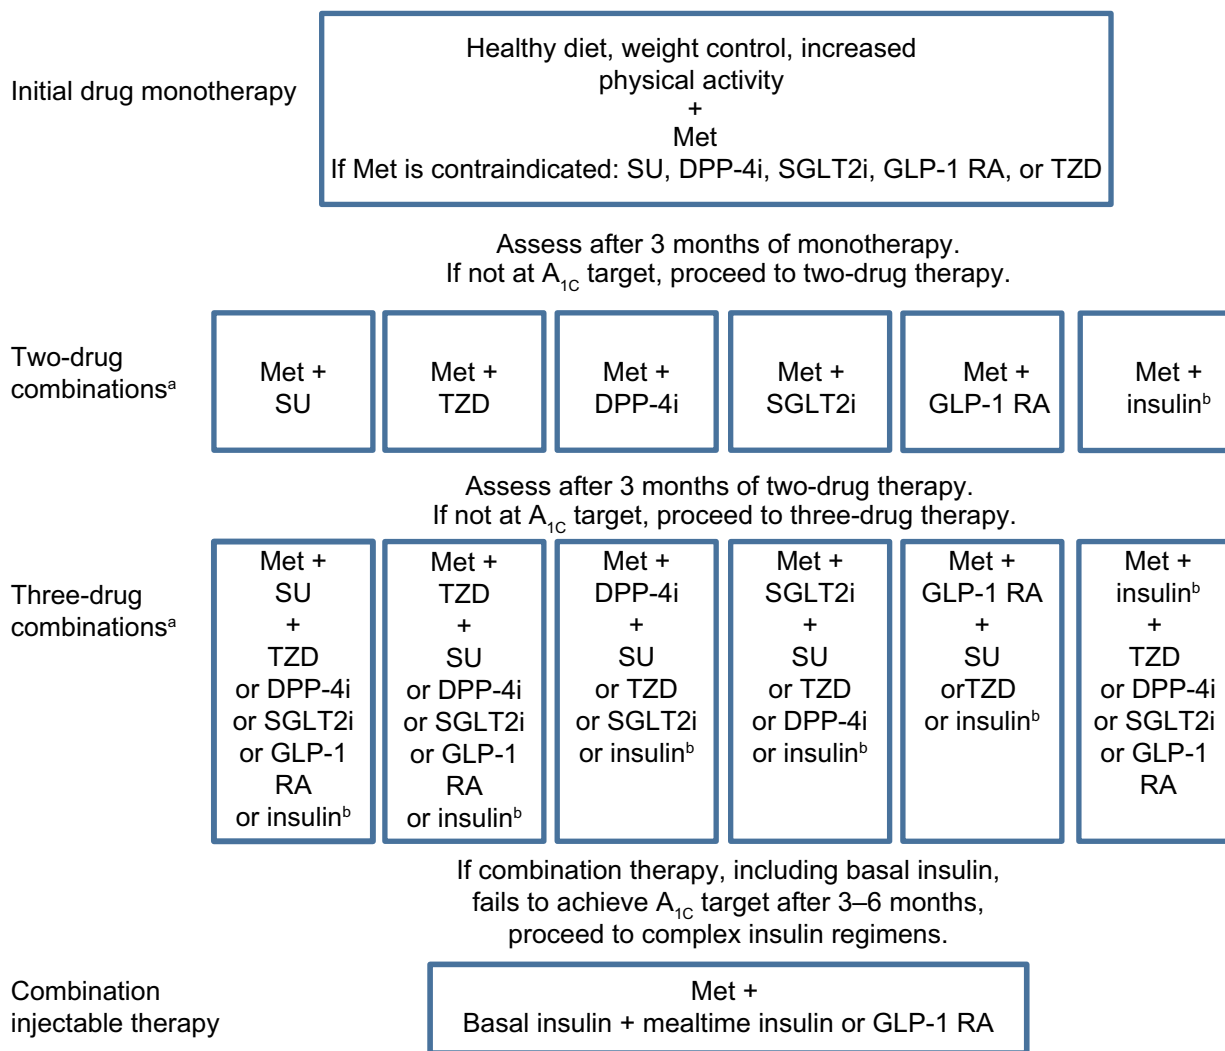 Initial drug monotherapy
Healthy diet, weight control, increased
physical activity
+
Met
If Met is contraindicated: SU, DPP-4i, SGLT2i, GLP-1 RA, or TZD
Assess after 3 months of monotherapy.
If not at A1C target, proceed to two-drug therapy.
Two-drug
combinationsᵃ
Met +
SU
Met +
TZD
Met +
DPP-4i
Met +
SGLT2i
Met +
GLP-1 RA
Met +
insulinᵇ
Assess after 3 months of two-drug therapy.
If not at A1C target, proceed to three-drug therapy.
Three-drug
combinationsᵃ
Met +
SU
+
TZD
or DPP-4i
or SGLT2i
or GLP-1
RA
or insulinᵇ
Met +
TZD
+
SU
or DPP-4i
or SGLT2i
or GLP-1
RA
or insulinᵇ
Met +
DPP-4i
+
SU
or TZD
or SGLT2i
or insulinᵇ
Met +
SGLT2i
+
SU
or TZD
or DPP-4i
or insulinᵇ
Met +
GLP-1 RA
+
SU
orTZD
or insulinᵇ
Met +
insulinᵇ
+
TZD
or DPP-4i
or SGLT2i
or GLP-1
RA
If combination therapy, including basal insulin,
fails to achieve A1C target after 3–6 months,
proceed to complex insulin regimens.
Combination
injectable therapy
Met +
Basal insulin + mealtime insulin or GLP-1 RA